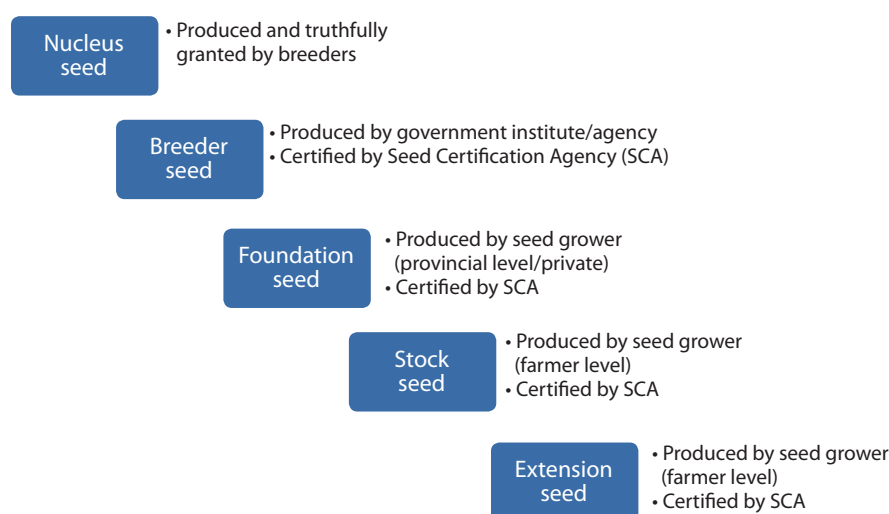 Nucleus
seed
• Produced and truthfully
granted by breeders
Breeder
seed
• Produced by government institute/agency
• Certified by Seed Certification Agency (SCA)
Foundation
seed
• Produced by seed grower
(provincial level/private)
• Certified by SCA
Stock
seed
• Produced by seed grower
(farmer level)
• Certified by SCA
Extension
seed
• Produced by seed grower
(farmer level)
• Certified by SCA